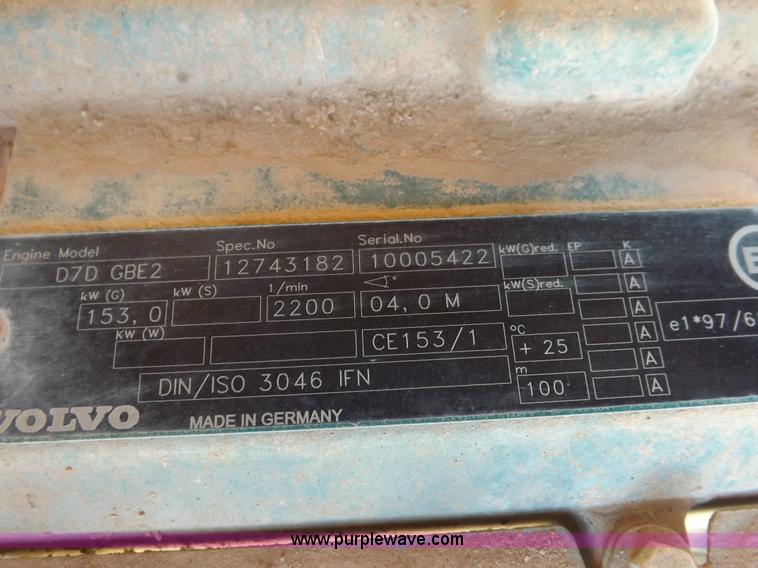 Engine Model Spec.No Serial.No
D7D GBE2 12743182 10005422 kW(G)red. EP K
A
kW (G) kW (S) 1/min
153,0 2200 04,0 M kW(S)red. A
KW (W) A
CE153/1 °C e1*97/6
+ 25 A
DIN/ISO 3046 IFN m
100 A
VOLVO MADE IN GERMANY
www.purplewave.com